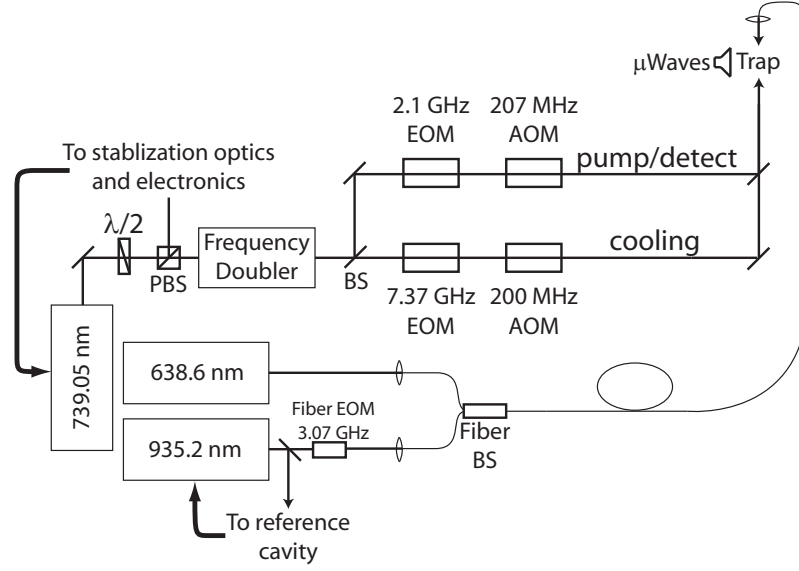 μWaves Trap
2.1 GHz
EOM
207 MHz
AOM
pump/detect
To stablization optics
and electronics
λ/2
PBS
Frequency
Doubler
BS
cooling
7.37 GHz
EOM
200 MHz
AOM
739.05 nm
638.6 nm
Fiber EOM
3.07 GHz
935.2 nm
Fiber
BS
To reference
cavity